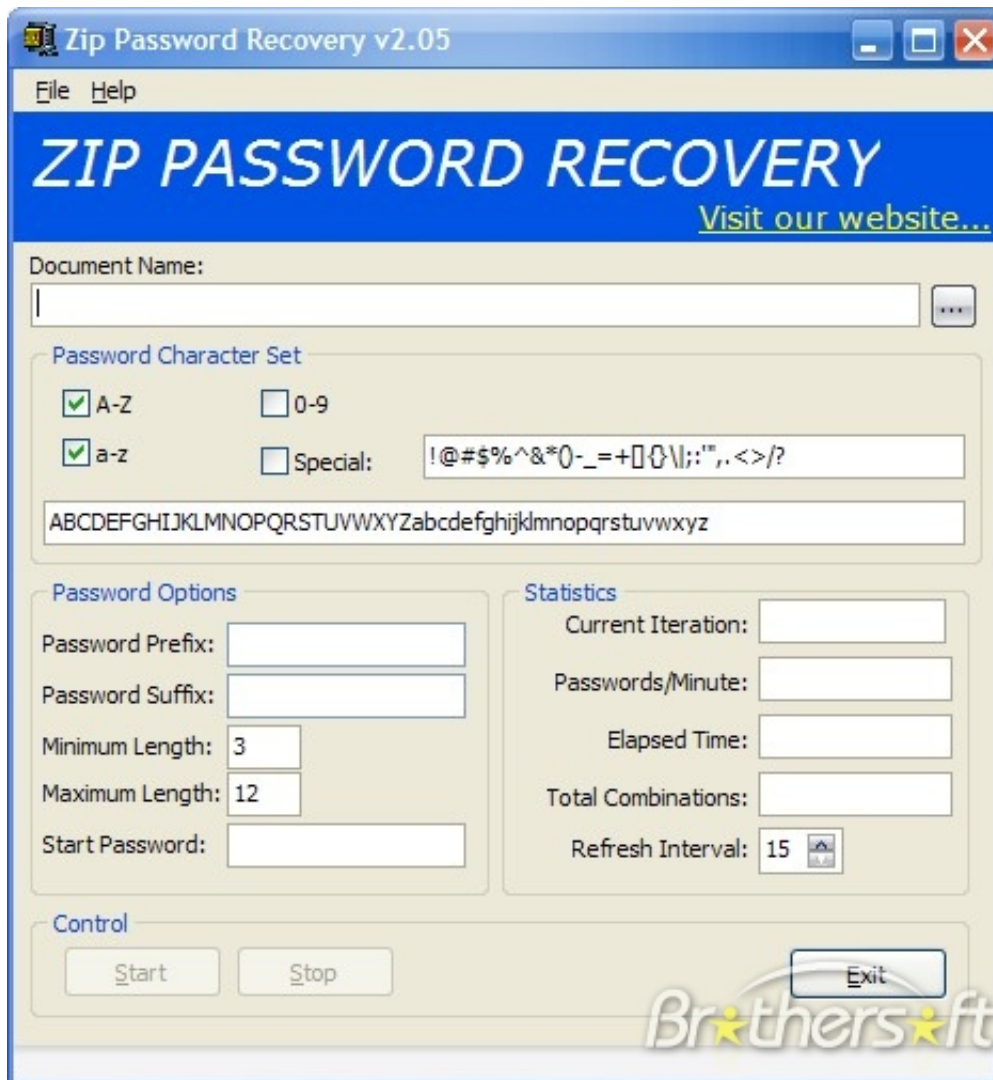 Zip Password Recovery v2.05
File Help
ZIP PASSWORD RECOVERY
Visit our website...
Document Name:
...
Password Character Set
A-Z
0-9
a-z
Special:
!@#$%^&*()-_=+[]{}\|;:'",.<>/?
ABCDEFGHIJKLMNOPQRSTUVWXYZabcdefghijklmnopqrstuvwxyz
Password Options
Password Prefix:
Password Suffix:
Minimum Length: 3
Maximum Length: 12
Start Password:
Statistics
Current Iteration:
Passwords/Minute:
Elapsed Time:
Total Combinations:
Refresh Interval: 15
Control
Start
Stop
Exit
Brothersoft